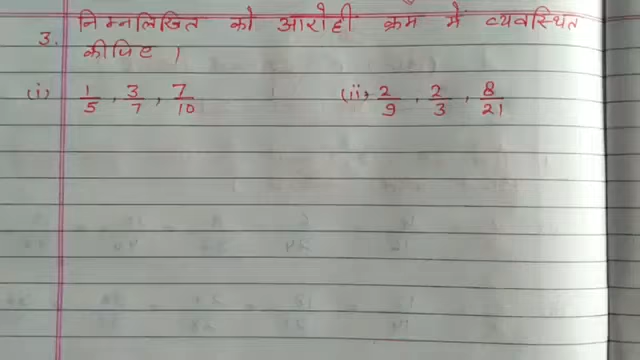 3. निम्नलिखित को आरोही क्रम में व्यवस्थित
कीजिए ।
(i) 1/5 , 3/7 , 7/10 (ii) 2/9 , 2/3 , 8/21